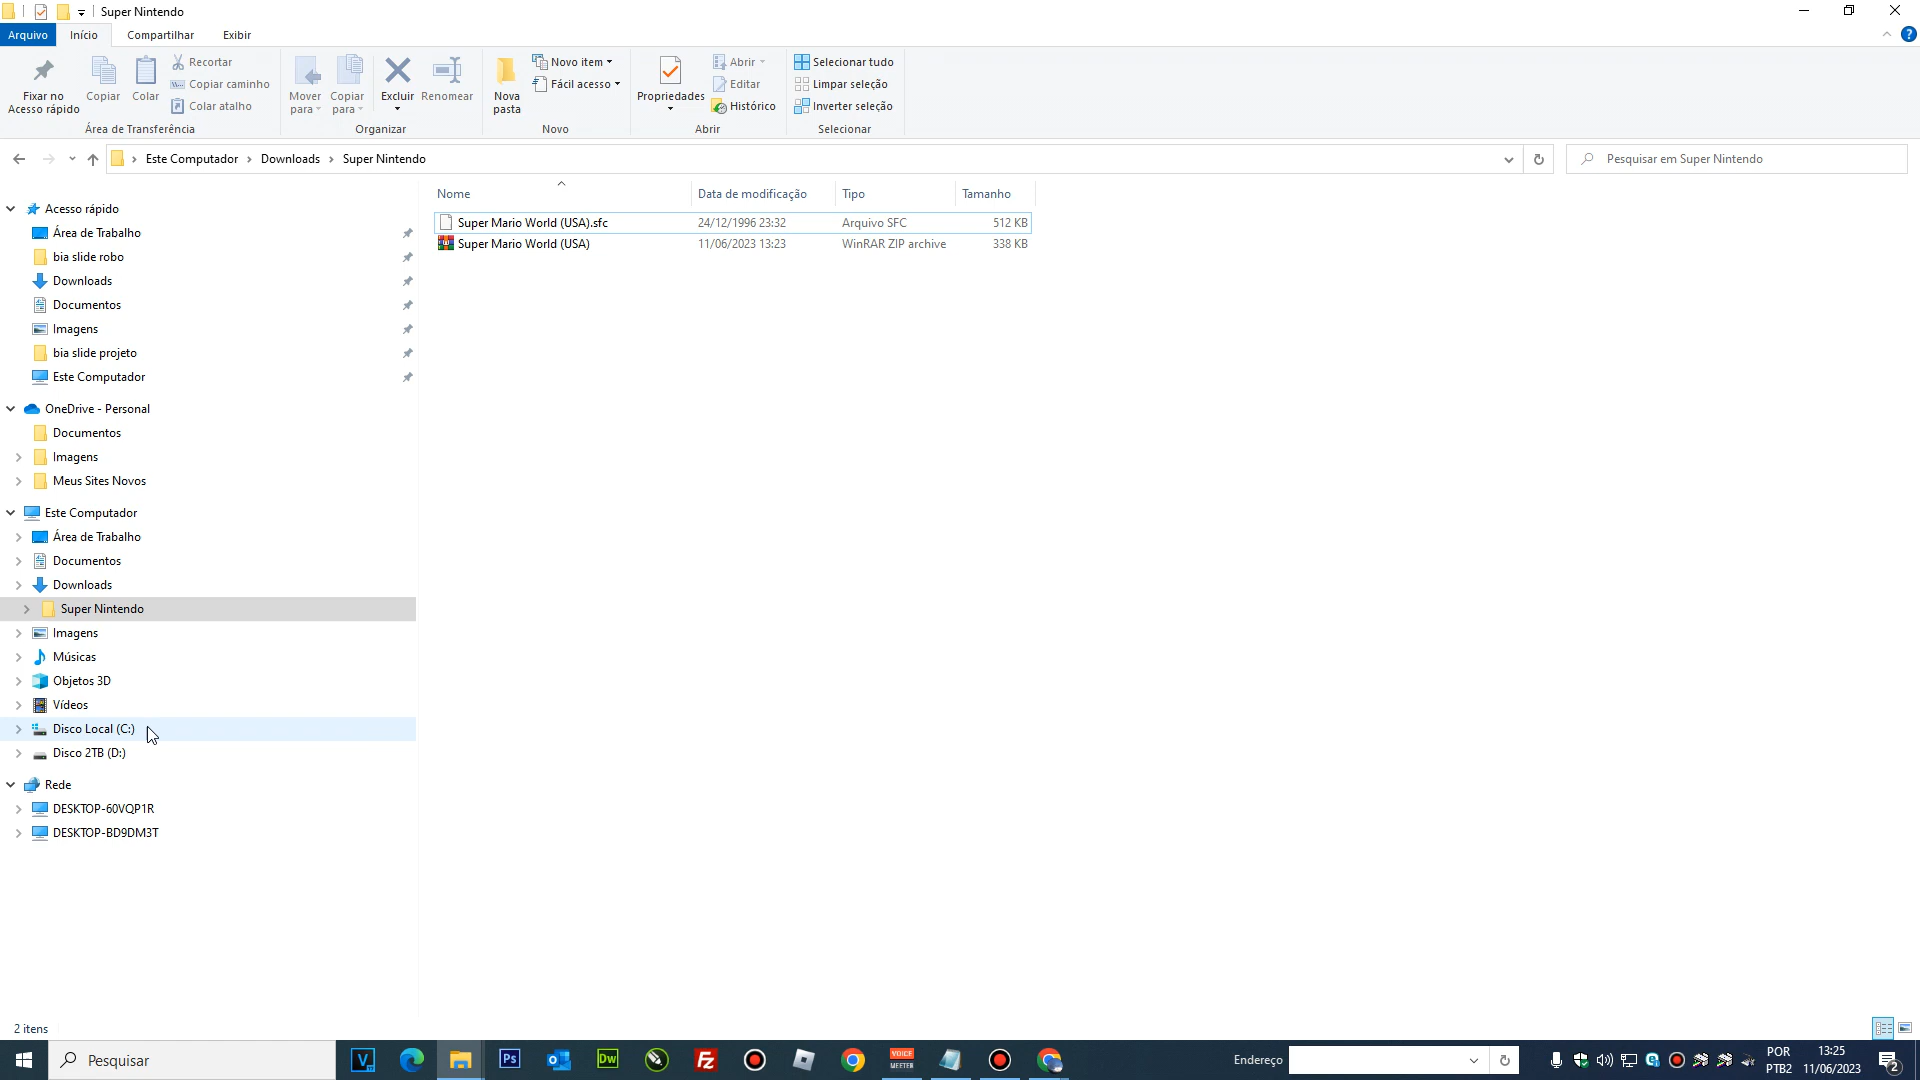 Super Nintendo
Arquivo Início Compartilhar Exibir
Fixar no Acesso rápido
Copiar
Colar
Recortar
Copiar caminho
Colar atalho
Área de Transferência
Mover para
Copiar para
Excluir
Renomear
Organizar
Nova pasta
Novo item
Fácil acesso
Novo
Propriedades
Abrir
Editar
Histórico
Abrir
Selecionar tudo
Limpar seleção
Inverter seleção
Selecionar
Este Computador Downloads Super Nintendo
Pesquisar em Super Nintendo
Nome Data de modificação Tipo Tamanho
Super Mario World (USA).sfc 24/12/1996 23:32 Arquivo SFC 512 KB
Super Mario World (USA) 11/06/2023 13:23 WinRAR ZIP archive 338 KB
Acesso rápido
Área de Trabalho
bia slide robo
Downloads
Documentos
Imagens
bia slide projeto
Este Computador
OneDrive - Personal
Documentos
Imagens
Meus Sites Novos
Este Computador
Área de Trabalho
Documentos
Downloads
Super Nintendo
Imagens
Músicas
Objetos 3D
Vídeos
Disco Local (C:)
Disco 2TB (D:)
Rede
DESKTOP-60VQP1R
DESKTOP-BD9DM3T
2 itens
Pesquisar
V
Ps
Dw
Fz
VOICE
MEETER
Endereço
POR
PTB2
13:25
11/06/2023
2